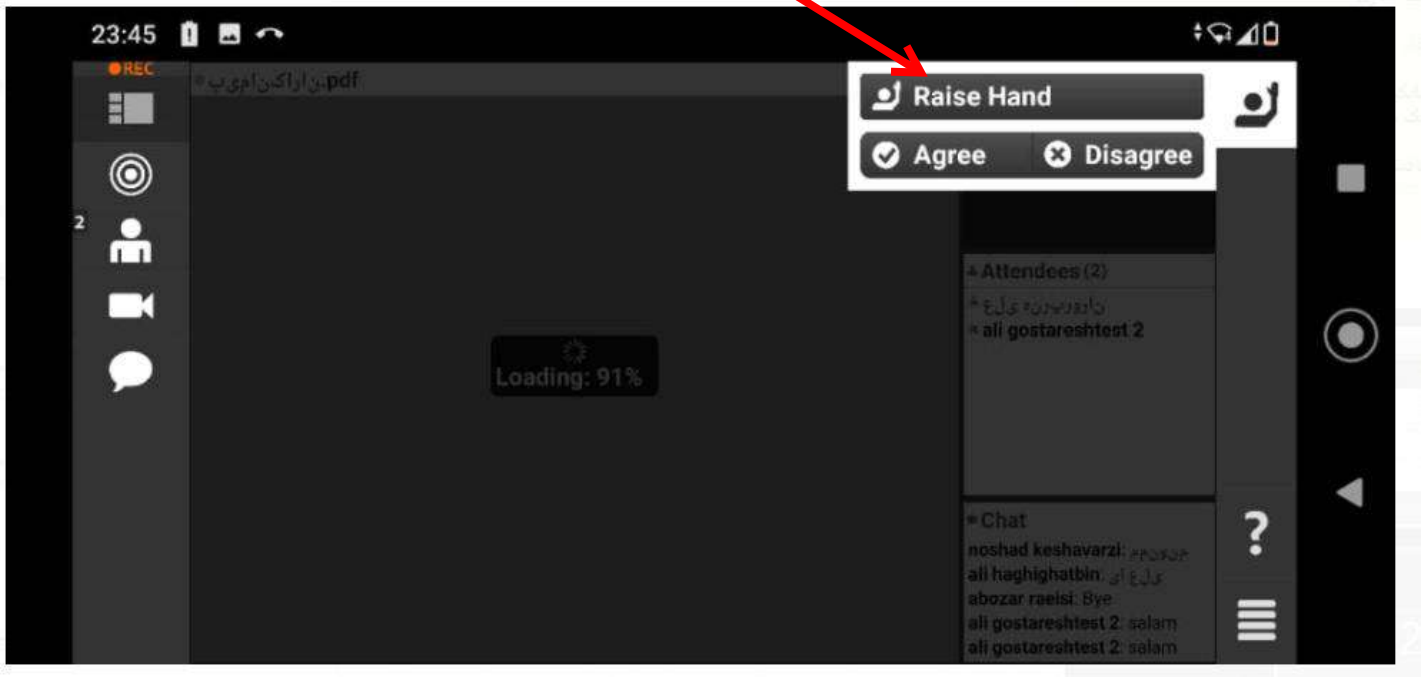 23:45
REC
ناراکنامیپ.pdf
Raise Hand
Agree
Disagree
2
Attendees (2)
ali gostareshtest 2
Loading: 91%
Chat
noshad keshavarzi:
ali haghighatbin:
abozar raeisi: Bye
ali gostareshtest 2: salam
ali gostareshtest 2: salam
?